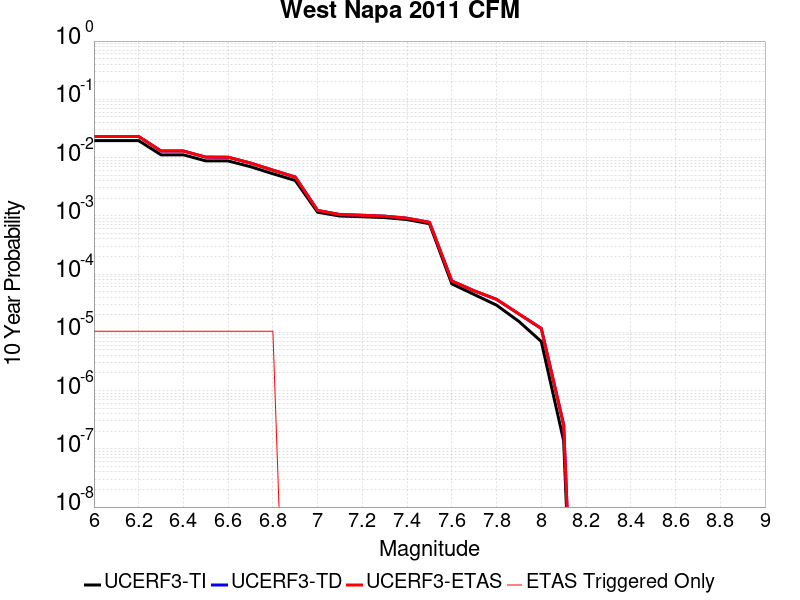 West Napa 2011 CFM
10^0
10^-1
10^-2
10^-3
10^-4
10^-5
10^-6
10^-7
10^-8
10 Year Probability
6 6.2 6.4 6.6 6.8 7 7.2 7.4 7.6 7.8 8 8.2 8.4 8.6 8.8 9
Magnitude
UCERF3-TI UCERF3-TD UCERF3-ETAS ETAS Triggered Only